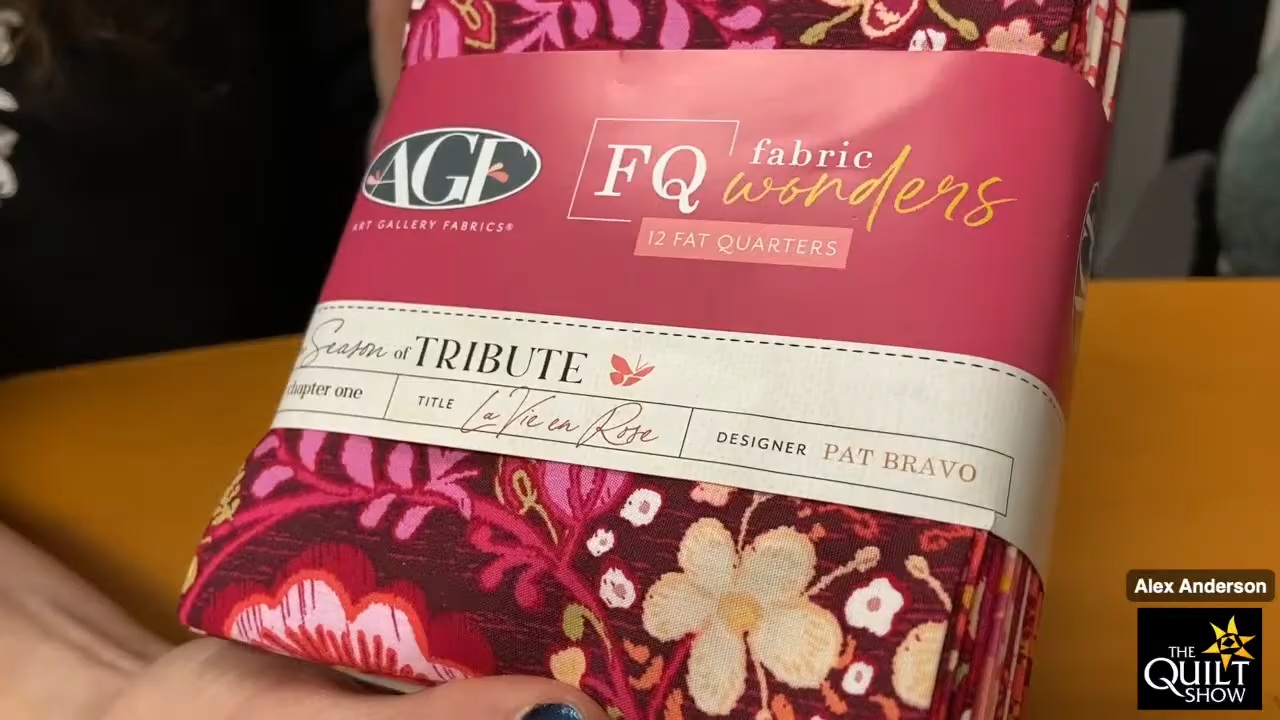 AGF
ART GALLERY FABRICS®
FQ fabric wonders
12 FAT QUARTERS
Season of TRIBUTE
chapter one
TITLE La Vie en Rose
DESIGNER PAT BRAVO
Alex Anderson
THE
QUILT
SHOW